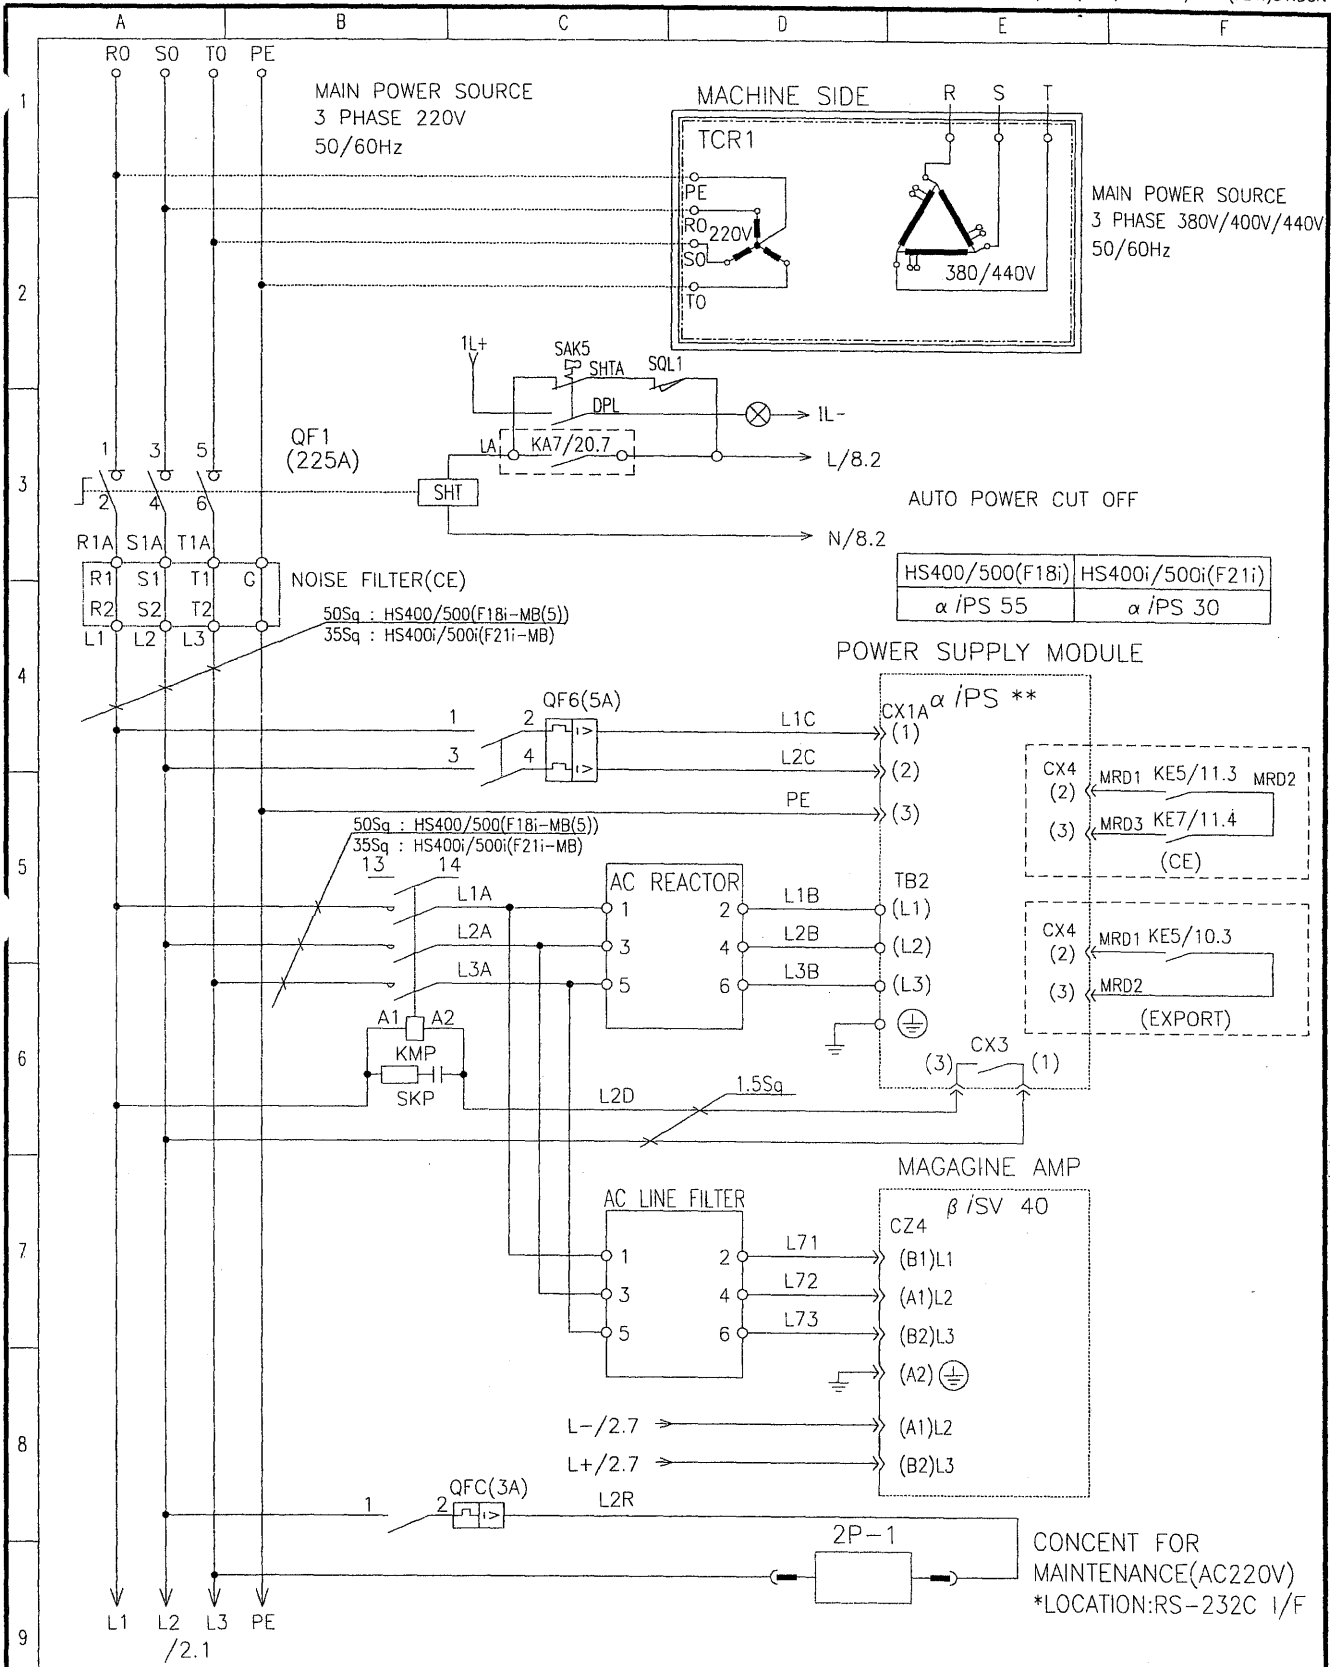 A B C D E F
R0 S0 T0 PE
1
MAIN POWER SOURCE
3 PHASE 220V
50/60Hz
MACHINE SIDE R S T
TCR1
PE
R0
220V
S0
T0
380/440V
MAIN POWER SOURCE
3 PHASE 380V/400V/440V
50/60Hz
2
1L+
SAK5
SHTA
SQL1
DPL
1L-
LA
KA7/20.7
L/8.2
QF1
(225A)
1 3 5
2 4 6
3
SHT
N/8.2
AUTO POWER CUT OFF
R1A S1A T1A
R1 S1 T1 G
NOISE FILTER(CE)
R2 S2 T2
L1 L2 L3
HS400/500(F18i) HS400i/500i(F21i)
α iPS 55 α iPS 30
50Sq : HS400/500(F18i-MB(5))
35Sq : HS400i/500i(F21i-MB)
POWER SUPPLY MODULE
4
α iPS **
QF6(5A)
1 2 L1C CX1A (1)
3 4 L2C (2)
PE (3)
CX4
(2) MRD1 KE5/11.3 MRD2
(3) MRD3 KE7/11.4
(CE)
50Sq : HS400/500(F18i-MB(5))
35Sq : HS400i/500i(F21i-MB)
5
13 14
AC REACTOR
TB2
L1A 1 2 L1B (L1)
L2A 3 4 L2B (L2)
L3A 5 6 L3B (L3)
CX4
(2) MRD1 KE5/10.3
(3) MRD2
(EXPORT)
A1 A2
KMP
SKP
6
CX3
(3) (1)
L2D
1.5Sq
MAGAGINE AMP
β iSV 40
AC LINE FILTER
CZ4
7
1 2 L71 (B1)L1
3 4 L72 (A1)L2
5 6 L73 (B2)L3
(A2)
8
L-/2.7 (A1)L2
L+/2.7 (B2)L3
QFC(3A)
1 2 L2R
2P-1
CONCENT FOR
MAINTENANCE(AC220V)
*LOCATION:RS-232C I/F
L1 L2 L3 PE
/2.1
9